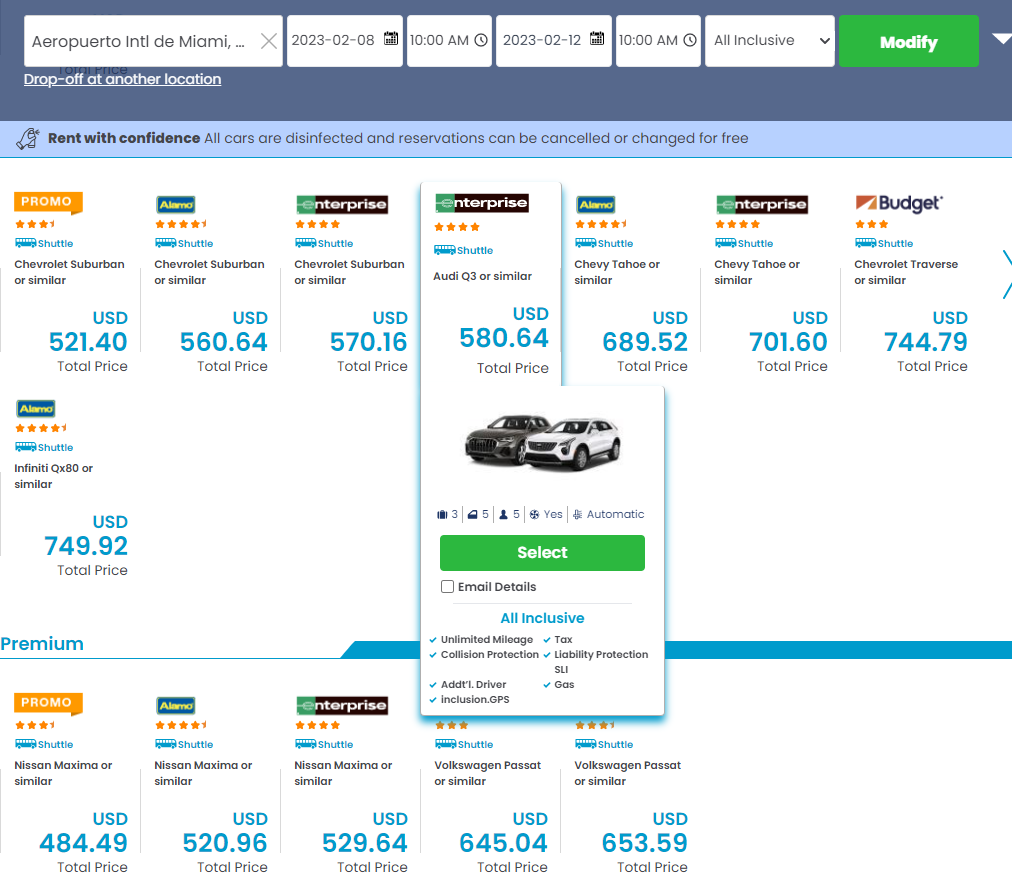 Aeropuerto Intl de Miami, ...
2023-02-08
10:00 AM
2023-02-12
10:00 AM
All Inclusive
Modify
Total Price
Drop-off at another location
Rent with confidence All cars are disinfected and reservations can be cancelled or changed for free
PROMO
Shuttle
Chevrolet Suburban
or similar
USD
521.40
Total Price
Alamo
Shuttle
Chevrolet Suburban
or similar
USD
560.64
Total Price
enterprise
Shuttle
Chevrolet Suburban
or similar
USD
570.16
Total Price
enterprise
Shuttle
Audi Q3 or similar
USD
580.64
Total Price
3
5
5
Yes
Automatic
Select
Email Details
All Inclusive
Unlimited Mileage
Tax
Collision Protection
Liability Protection
SLI
Addt'l. Driver
Gas
inclusion.GPS
Alamo
Shuttle
Chevy Tahoe or
similar
USD
689.52
Total Price
enterprise
Shuttle
Chevy Tahoe or
similar
USD
701.60
Total Price
Budget
Shuttle
Chevrolet Traverse
or similar
USD
744.79
Total Price
Alamo
Shuttle
Infiniti Qx80 or
similar
USD
749.92
Total Price
Premium
PROMO
Shuttle
Nissan Maxima or
similar
USD
484.49
Total Price
Alamo
Shuttle
Nissan Maxima or
similar
USD
520.96
Total Price
enterprise
Shuttle
Nissan Maxima or
similar
USD
529.64
Total Price
Shuttle
Volkswagen Passat
or similar
USD
645.04
Total Price
Shuttle
Volkswagen Passat
or similar
USD
653.59
Total Price